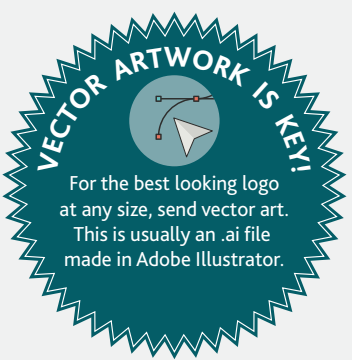 VECTOR ARTWORK IS KEY!
For the best looking logo
at any size, send vector art.
This is usually an .ai file
made in Adobe Illustrator.